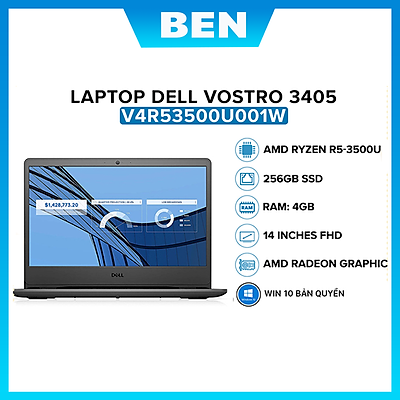 BEN
LAPTOP DELL VOSTRO 3405
V4R53500U001W
AMD RYZEN R5-3500U
256GB SSD
RAM
RAM: 4GB
14 INCHES FHD
AMD RADEON GRAPHIC
WIN 10 BẢN QUYỀN
$1,428,773.20
DELL